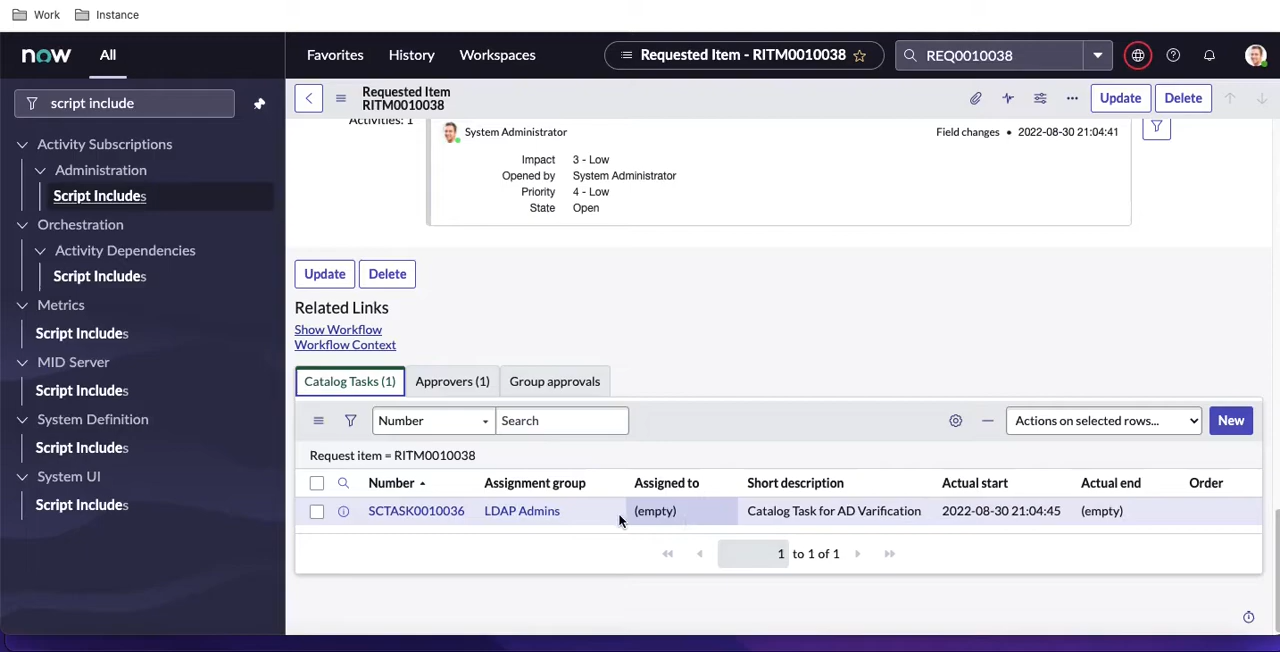 Work Instance
now All Favorites History Workspaces Requested Item - RITM0010038 REQ0010038
script include
Activity Subscriptions
Administration
Script Includes
Orchestration
Activity Dependencies
Script Includes
Metrics
Script Includes
MID Server
Script Includes
System Definition
Script Includes
System UI
Script Includes
Requested Item
RITM0010038
Update Delete
Activities: 1
System Administrator Field changes • 2022-08-30 21:04:41
Impact 3 - Low
Opened by System Administrator
Priority 4 - Low
State Open
Update Delete
Related Links
Show Workflow
Workflow Context
Catalog Tasks (1) Approvers (1) Group approvals
Number Search Actions on selected rows... New
Request item = RITM0010038
Number Assignment group Assigned to Short description Actual start Actual end Order
SCTASK0010036 LDAP Admins (empty) Catalog Task for AD Varification 2022-08-30 21:04:45 (empty)
1 to 1 of 1